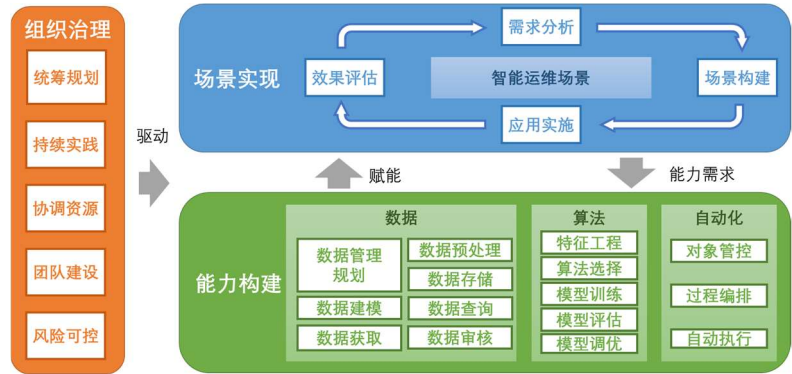 组织治理
统筹规划
持续实践
协调资源
团队建设
风险可控
驱动
场景实现
需求分析
效果评估
智能运维场景
场景构建
应用实施
赋能
能力需求
能力构建
数据
数据管理
规划
数据建模
数据获取
数据预处理
数据存储
数据查询
数据审核
算法
特征工程
算法选择
模型训练
模型评估
模型调优
自动化
对象管控
过程编排
自动执行